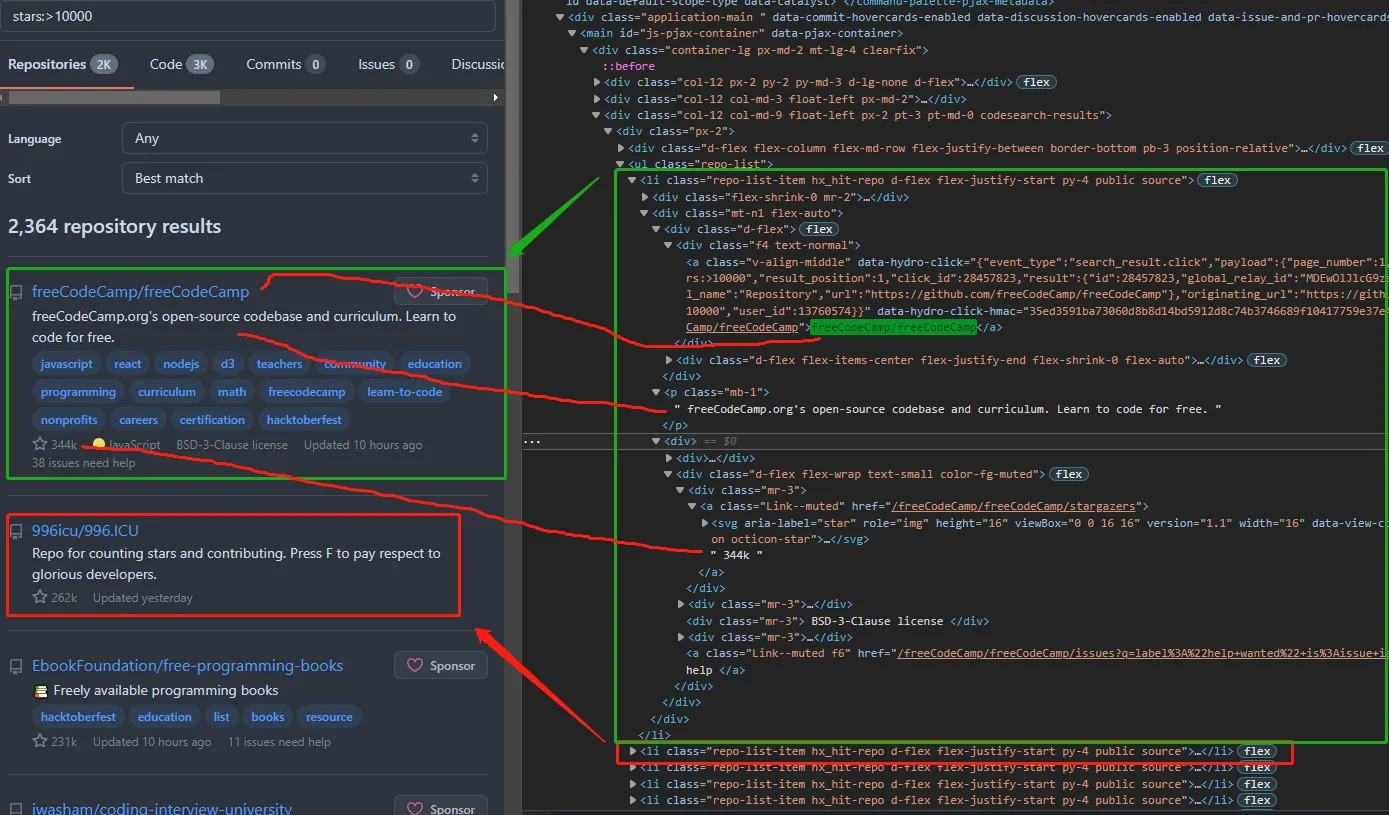 stars:>10000
Repositories 2K Code 3K Commits 0 Issues 0
Language Any
Sort Best match
2,364 repository results
freeCodeCamp/freeCodeCamp Sponsor
freeCodeCamp.org's open-source codebase and curriculum. Learn to
code for free.
javascript react nodejs d3 teachers community education
programming curriculum math freecodecamp learn-to-code
nonprofits careers certification hacktoberfest
344k JavaScript BSD-3-Clause license Updated 10 hours ago
38 issues need help
996icu/996.ICU
Repo for counting stars and contributing. Press F to pay respect to
glorious developers.
262k Updated yesterday
EbookFoundation/free-programming-books Sponsor
Freely available programming books
hacktoberfest education list books resource
231k Updated 10 hours ago 11 issues need help
jwasham/coding-interview-university Sponsor
<div class="application-main " data-commit-hovercards-enabled data-discussion-hovercards-enabled data-issue-and-pr-hovercards
<main id="js-pjax-container" data-pjax-container>
<div class="container-lg px-md-2 mt-lg-4 clearfix">
::before
<div class="col-12 px-2 py-2 py-md-3 d-lg-none d-flex">…</div> flex
<div class="col-12 col-md-3 float-left px-md-2">…</div>
<div class="col-12 col-md-9 float-left px-2 pt-3 pt-md-0 codesearch-results">
<div class="px-2">
<div class="d-flex flex-column flex-md-row flex-justify-between border-bottom pb-3 position-relative">…</div> flex
<ul class="repo-list">
<li class="repo-list-item hx_hit-repo d-flex flex-justify-start py-4 public source"> flex
<div class="flex-shrink-0 mr-2">…</div>
<div class="mt-n1 flex-auto">
<div class="d-flex"> flex
<div class="f4 text-normal">
<a class="v-align-middle" data-hydro-click="{"event_type":"search_result.click","payload":{"page_number":1,
rs:>10000","result_position":1,"click_id":28457823,"result":{"id":28457823,"global_relay_id":"MDEwOlJlcG9z
l_name":"Repository","url":"https://github.com/freeCodeCamp/freeCodeCamp"},"originating_url":"https://gith
10000","user_id":13760574}}" data-hydro-click-hmac="35ed3591ba73060d8b8d14bd5912d8c74b3746689f10417759e37e
Camp/freeCodeCamp">freeCodeCamp/freeCodeCamp</a>
</div>
<div class="d-flex flex-items-center flex-justify-end flex-shrink-0 flex-auto">…</div> flex
</div>
<p class="mb-1">
" freeCodeCamp.org's open-source codebase and curriculum. Learn to code for free. "
</p>
... <div> == $0
<div>…</div>
<div class="d-flex flex-wrap text-small color-fg-muted"> flex
<div class="mr-3">
<a class="Link--muted" href="/freeCodeCamp/freeCodeCamp/stargazers">
<svg aria-label="star" role="img" height="16" viewBox="0 0 16 16" version="1.1" width="16" data-view-c
on octicon-star">…</svg>
" 344k "
</a>
</div>
<div class="mr-3">…</div>
<div class="mr-3"> BSD-3-Clause license </div>
<div class="mr-3">…</div>
<a class="Link--muted f6" href="/freeCodeCamp/freeCodeCamp/issues?q=label%3A%22help+wanted%22+is%3Aissue+i
help </a>
</div>
</div>
</div>
</li>
<li class="repo-list-item hx_hit-repo d-flex flex-justify-start py-4 public source">…</li> flex
<li class="repo-list-item hx_hit-repo d-flex flex-justify-start py-4 public source">…</li> flex
<li class="repo-list-item hx_hit-repo d-flex flex-justify-start py-4 public source">…</li> flex
<li class="repo-list-item hx_hit-repo d-flex flex-justify-start py-4 public source">…</li> flex